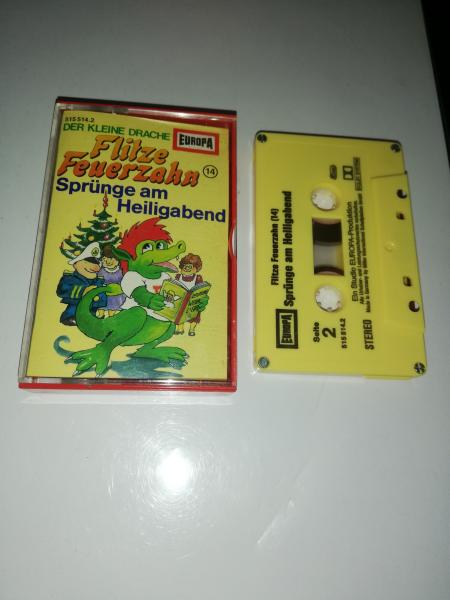 515 514.2
DER KLEINE DRACHE
EUROPA
Flitze
Feuerzahn
14
Sprünge am
Heiligabend
EUROPA
Flitze Feuerzahn (14)
Sprünge am Heiligabend
Seite
2
515 514.2
STEREO
Ein Studio EUROPA-Produktion